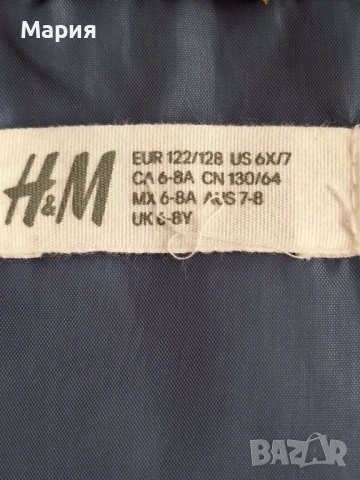 Мария
H&M
EUR 122/128 US 6X/7
CA 6-8A CN 130/64
MX 6-8A AUS 7-8
UK 6-8Y
BAZAR